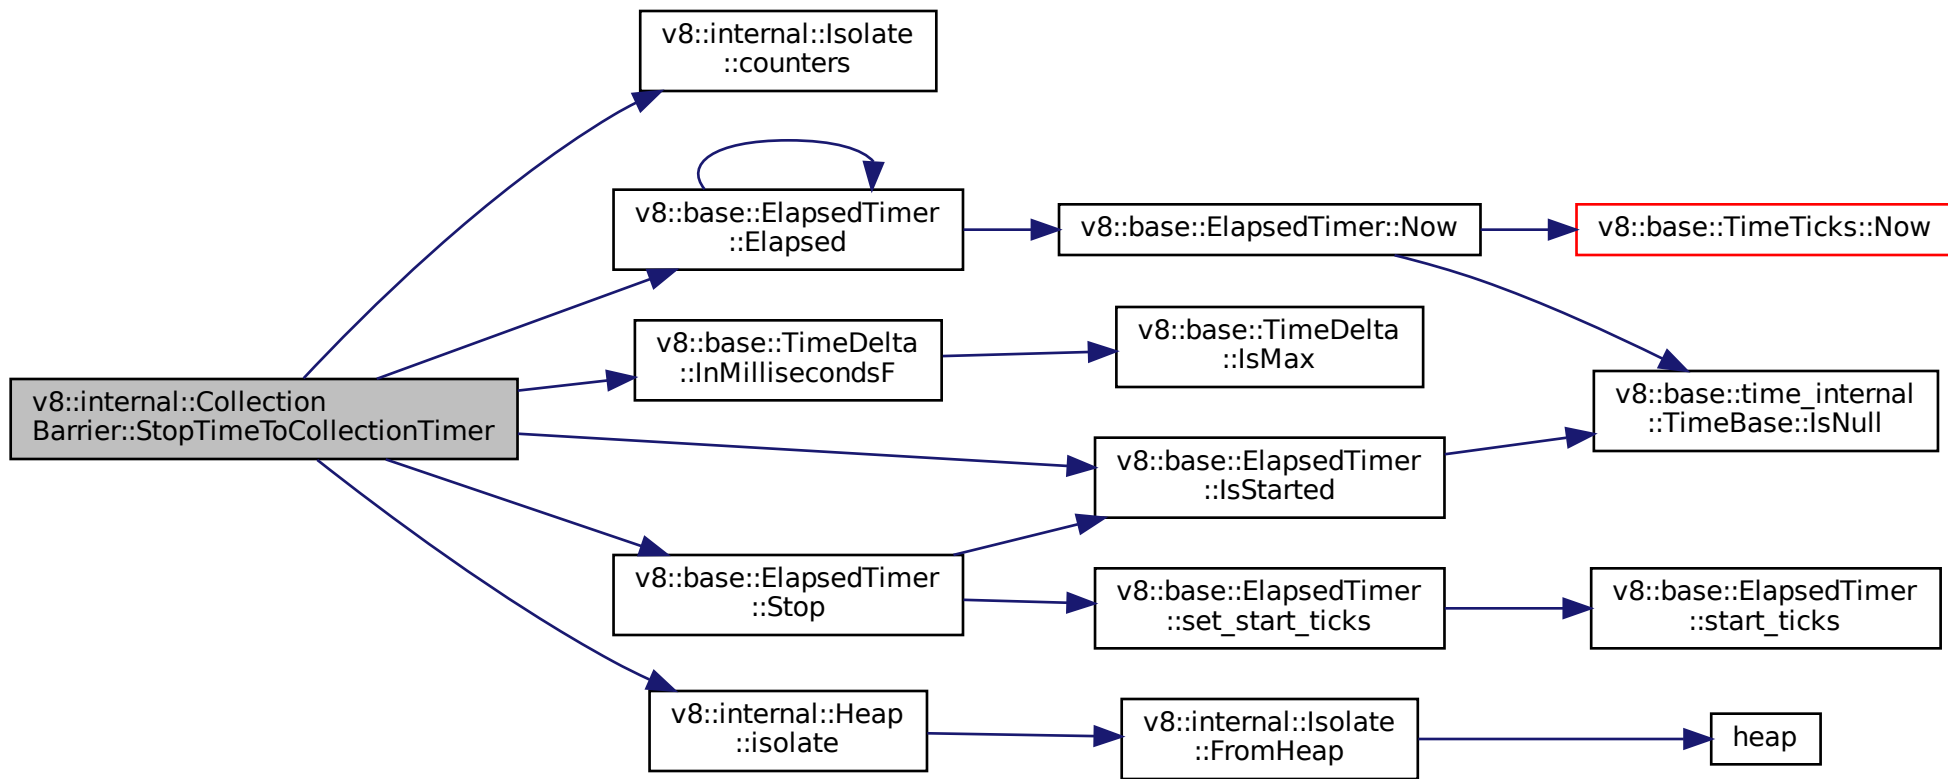 v8::internal::Isolate
::counters
v8::base::ElapsedTimer
::Elapsed
v8::base::ElapsedTimer::Now
v8::base::TimeTicks::Now
v8::base::TimeDelta
::InMillisecondsF
v8::base::TimeDelta
::IsMax
v8::base::time_internal
::TimeBase::IsNull
v8::internal::Collection
Barrier::StopTimeToCollectionTimer
v8::base::ElapsedTimer
::IsStarted
v8::base::ElapsedTimer
::Stop
v8::base::ElapsedTimer
::set_start_ticks
v8::base::ElapsedTimer
::start_ticks
v8::internal::Heap
::isolate
v8::internal::Isolate
::FromHeap
heap